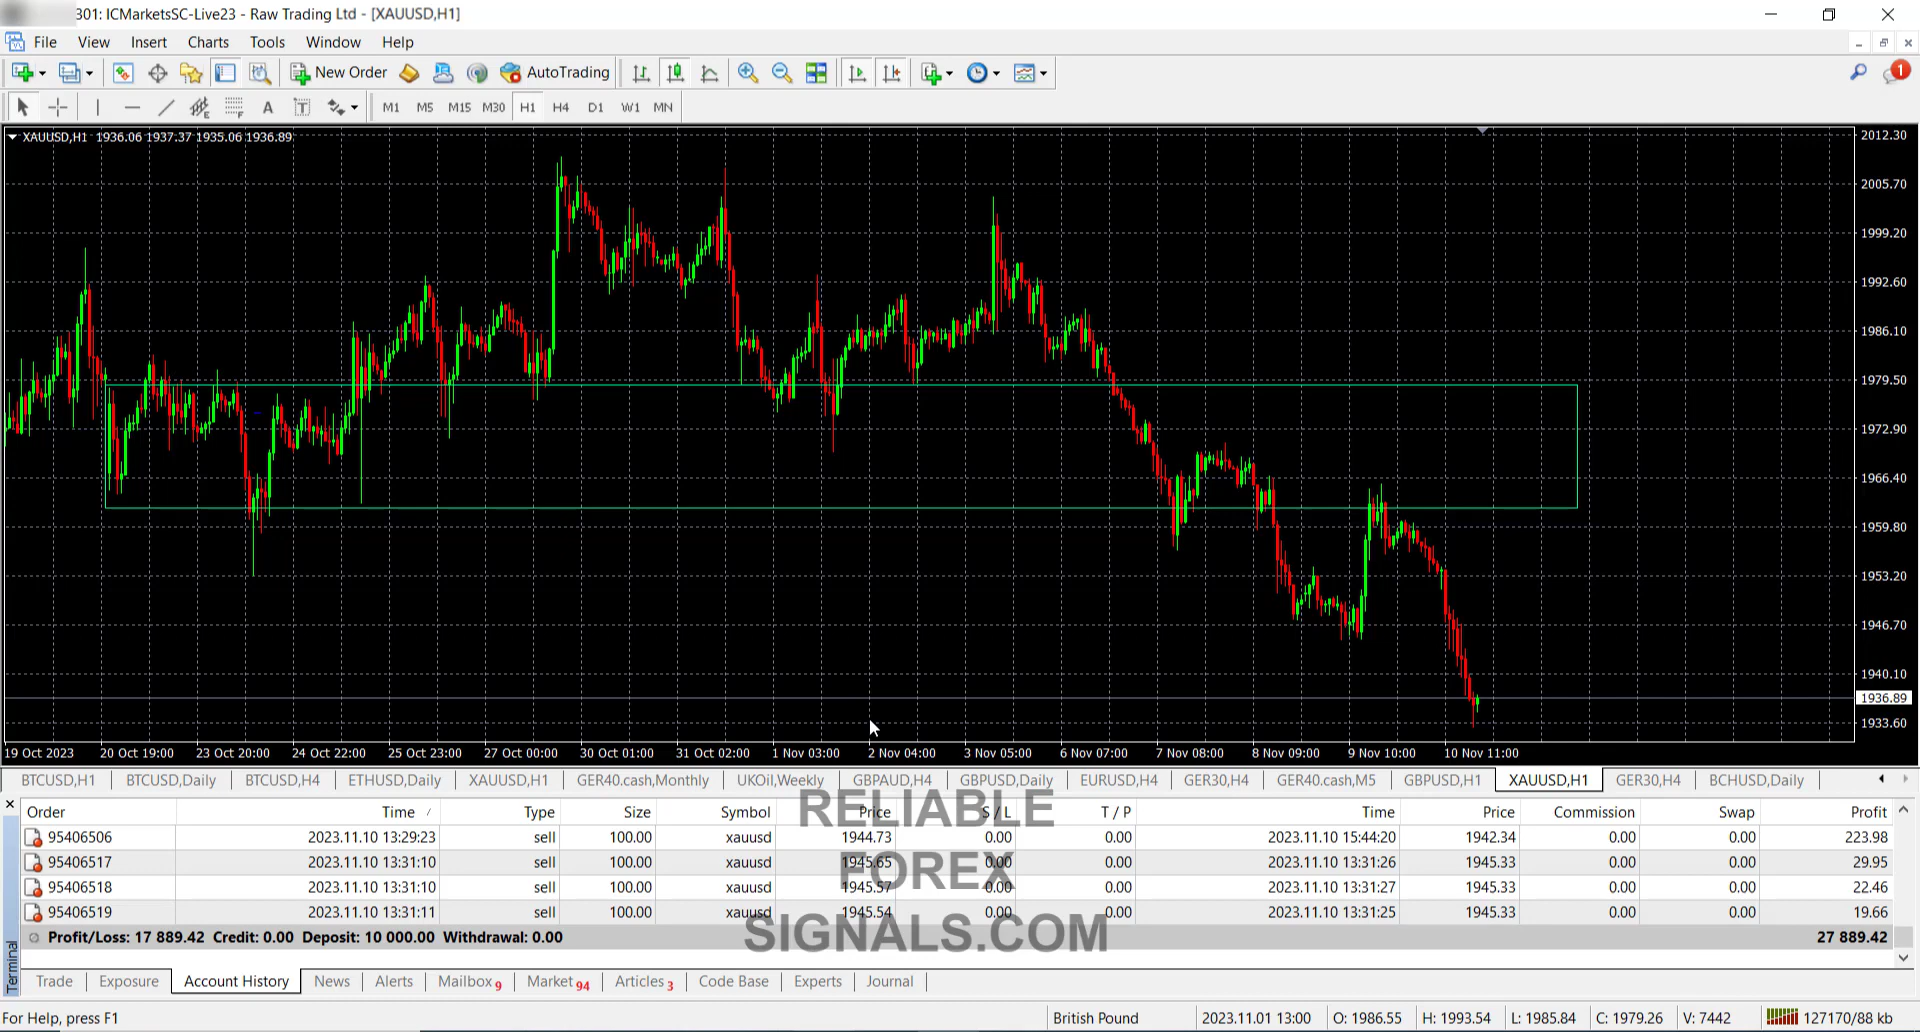 301: ICMarketsSC-Live23 - Raw Trading Ltd - [XAUUSD,H1]
File View Insert Charts Tools Window Help
New Order AutoTrading 1
A T M1 M5 M15 M30 H1 H4 D1 W1 MN
XAUUSD,H1 1936.06 1937.37 1935.06 1936.89
2012.30
2005.70
1999.20
1992.60
1986.10
1979.50
1972.90
1966.40
1959.80
1953.20
1946.70
1940.10
1936.89
1933.60
19 Oct 2023 20 Oct 19:00 23 Oct 20:00 24 Oct 22:00 25 Oct 23:00 27 Oct 00:00 30 Oct 01:00 31 Oct 02:00 1 Nov 03:00 2 Nov 04:00 3 Nov 05:00 6 Nov 07:00 7 Nov 08:00 8 Nov 09:00 9 Nov 10:00 10 Nov 11:00
BTCUSD,H1 BTCUSD,Daily BTCUSD,H4 ETHUSD,Daily XAUUSD,H1 GER40.cash,Monthly UKOil,Weekly GBPAUD,H4 GBPUSD,Daily EURUSD,H4 GER30,H4 GER40.cash,M5 GBPUSD,H1 XAUUSD,H1 GER30,H4 BCHUSD,Daily
Order Time / Type Size Symbol Price S / L T / P Time Price Commission Swap Profit
95406506 2023.11.10 13:29:23 sell 100.00 xauusd 1944.73 0.00 0.00 2023.11.10 15:44:20 1942.34 0.00 0.00 223.98
95406517 2023.11.10 13:31:10 sell 100.00 xauusd 1945.65 0.00 0.00 2023.11.10 13:31:26 1945.33 0.00 0.00 29.95
95406518 2023.11.10 13:31:10 sell 100.00 xauusd 1945.57 0.00 0.00 2023.11.10 13:31:27 1945.33 0.00 0.00 22.46
95406519 2023.11.10 13:31:11 sell 100.00 xauusd 1945.54 0.00 0.00 2023.11.10 13:31:25 1945.33 0.00 0.00 19.66
Profit/Loss: 17 889.42 Credit: 0.00 Deposit: 10 000.00 Withdrawal: 0.00 27 889.42
RELIABLE
FOREX
SIGNALS.COM
Terminal
Trade Exposure Account History News Alerts Mailbox 9 Market 94 Articles 3 Code Base Experts Journal
For Help, press F1 British Pound 2023.11.01 13:00 O: 1986.55 H: 1993.54 L: 1985.84 C: 1979.26 V: 7442 127170/88 kb